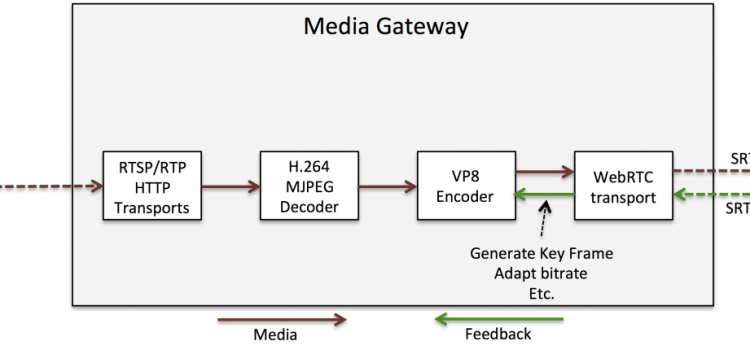 Media Gateway
RTSP/RTP
HTTP
Transports
H.264
MJPEG
Decoder
VP8
Encoder
WebRTC
transport
SRT
SRT
Generate Key Frame
Adapt bitrate
Etc.
Media
Feedback